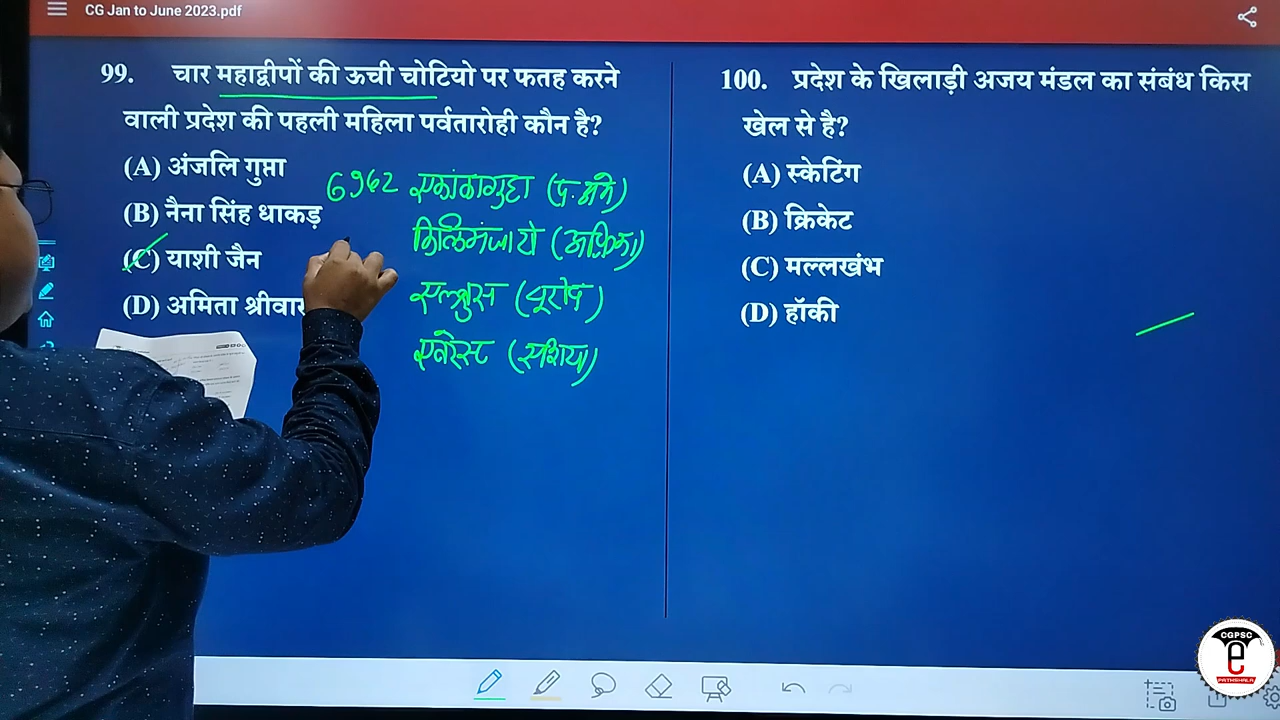 CG Jan to June 2023.pdf
99. चार महाद्वीपों की ऊची चोटियो पर फतह करने
वाली प्रदेश की पहली महिला पर्वतारोही कौन है?
(A) अंजलि गुप्ता
(B) नैना सिंह धाकड़
(C) याशी जैन
(D) अमिता श्रीवास
6962 एकांकागुहा (द. अमे)
किलिमंजारो (अफ्रिका)
एल्ब्रुस (यूरोप)
एवरेस्ट (एशिया)
100. प्रदेश के खिलाड़ी अजय मंडल का संबंध किस
खेल से है?
(A) स्केटिंग
(B) क्रिकेट
(C) मल्लखंभ
(D) हॉकी
CGPSC
e
PATHSHALA